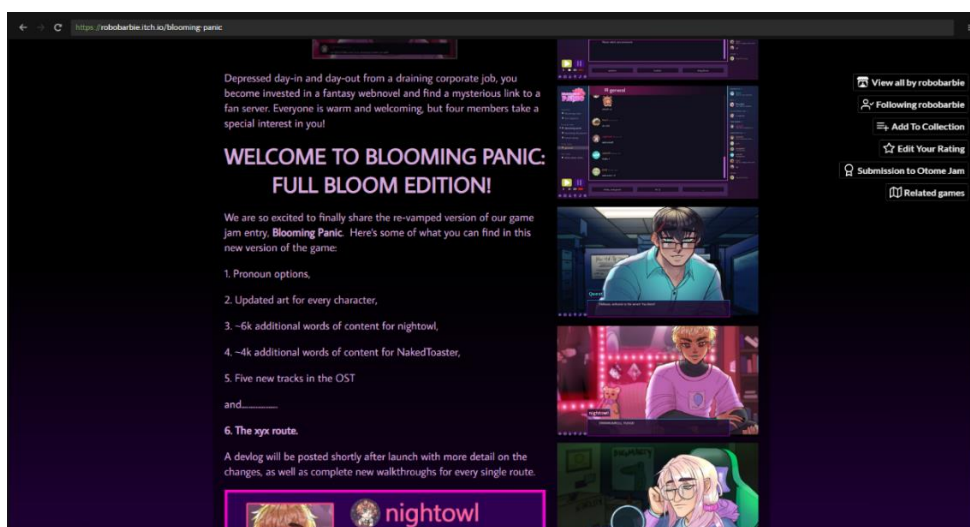 https://robobarbie.itch.io/blooming-panic
Depressed day-in and day-out from a draining corporate job, you
become invested in a fantasy webnovel and find a mysterious link to a
fan server. Everyone is warm and welcoming, but four members take a
special interest in you!
WELCOME TO BLOOMING PANIC:
FULL BLOOM EDITION!
We are so excited to finally share the re-vamped version of our game
jam entry, Blooming Panic. Here's some of what you can find in this
new version of the game:
1. Pronoun options,
2. Updated art for every character,
3. ~6k additional words of content for nightowl,
4. ~4k additional words of content for NakedToaster,
5. Five new tracks in the OST
and..............
6. The xyx route.
A devlog will be posted shortly after launch with more detail on the
changes, as well as complete new walkthroughs for every single route.
nightowl
general
Quest
nightowl
View all by robobarbie
Following robobarbie
Add To Collection
Edit Your Rating
Submission to Otome Jam
Related games